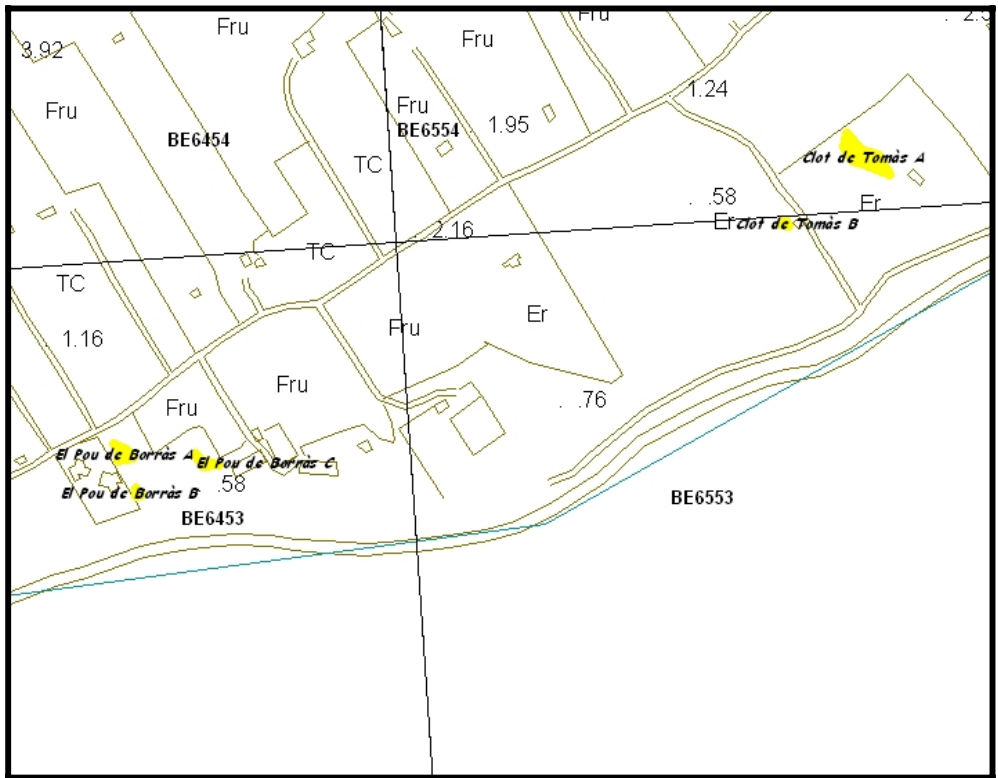 Fru
Fru
2.5
3.92
Fru
1.24
Fru
Fru
1.95
BE6554
BE6454
Clot de Tomàs A
TC
.58
Er
Er
Clot de Tomàs B
2.16
TC
TC
Er
Fru
1.16
Fru
.76
Fru
El Pou de Borràs A
El Pou de Borràs C
.58
El Pou de Borràs B
BE6553
BE6453